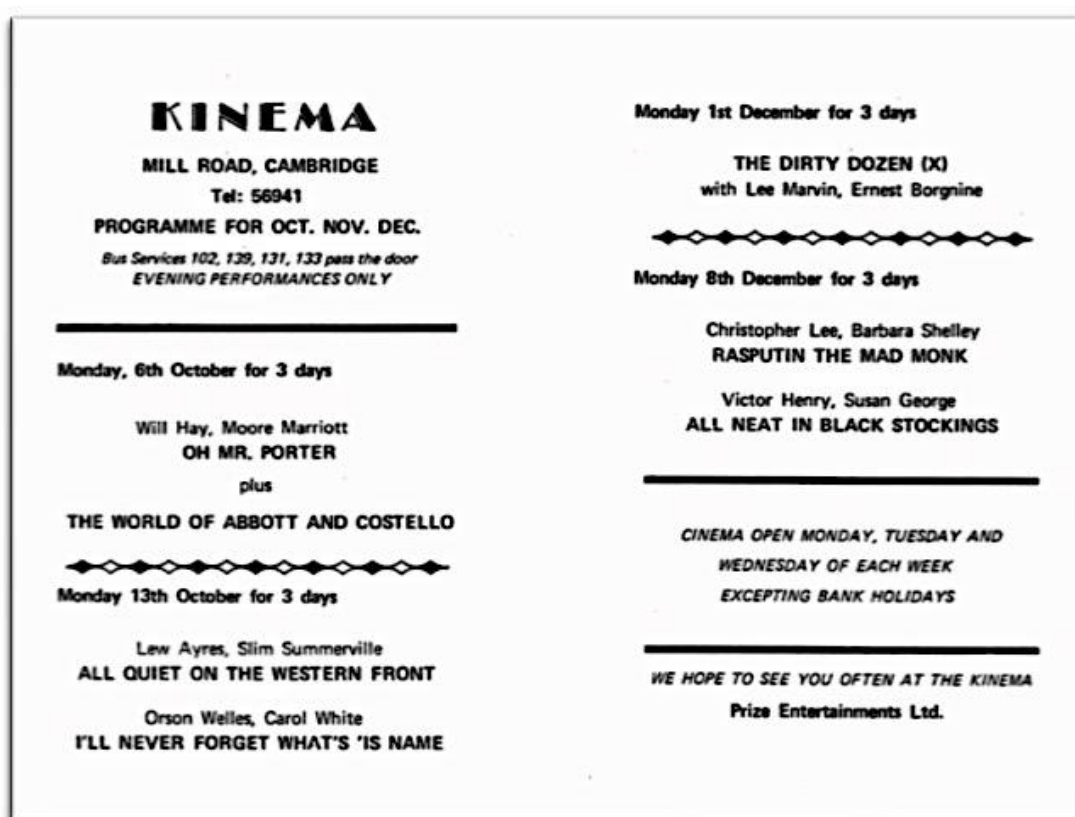 KINEMA
MILL ROAD, CAMBRIDGE
Tel: 56941
PROGRAMME FOR OCT. NOV. DEC.
Bus Services 102, 139, 131, 133 pass the door
EVENING PERFORMANCES ONLY
Monday, 6th October for 3 days
Will Hay, Moore Marriott
OH MR. PORTER
plus
THE WORLD OF ABBOTT AND COSTELLO
Monday 13th October for 3 days
Lew Ayres, Slim Summerville
ALL QUIET ON THE WESTERN FRONT
Orson Welles, Carol White
I'LL NEVER FORGET WHAT'S 'IS NAME
Monday 1st December for 3 days
THE DIRTY DOZEN (X)
with Lee Marvin, Ernest Borgnine
Monday 8th December for 3 days
Christopher Lee, Barbara Shelley
RASPUTIN THE MAD MONK
Victor Henry, Susan George
ALL NEAT IN BLACK STOCKINGS
CINEMA OPEN MONDAY, TUESDAY AND
WEDNESDAY OF EACH WEEK
EXCEPTING BANK HOLIDAYS
WE HOPE TO SEE YOU OFTEN AT THE KINEMA
Prize Entertainments Ltd.